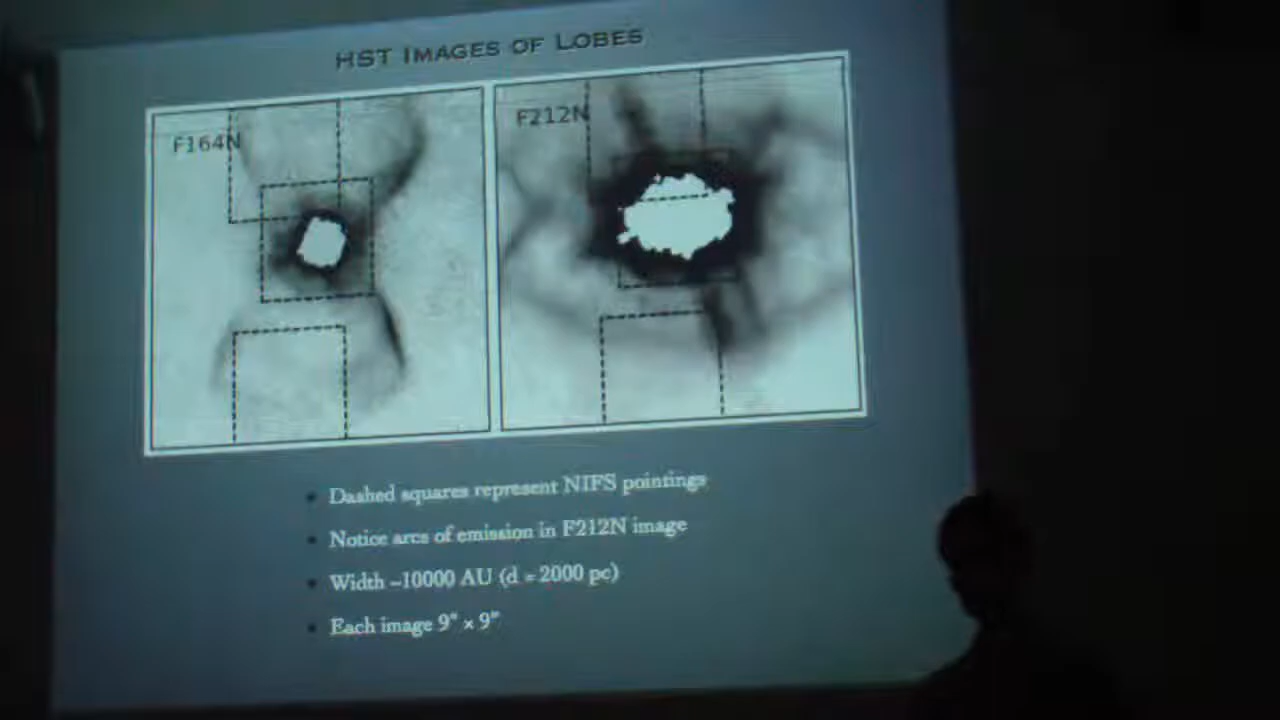 HST IMAGES OF LOBES
F164N
F212N
• Dashed squares represent NIFS pointings
• Notice arcs of emission in F212N image
• Width ~10000 AU (d = 2000 pc)
• Each image 9" × 9"